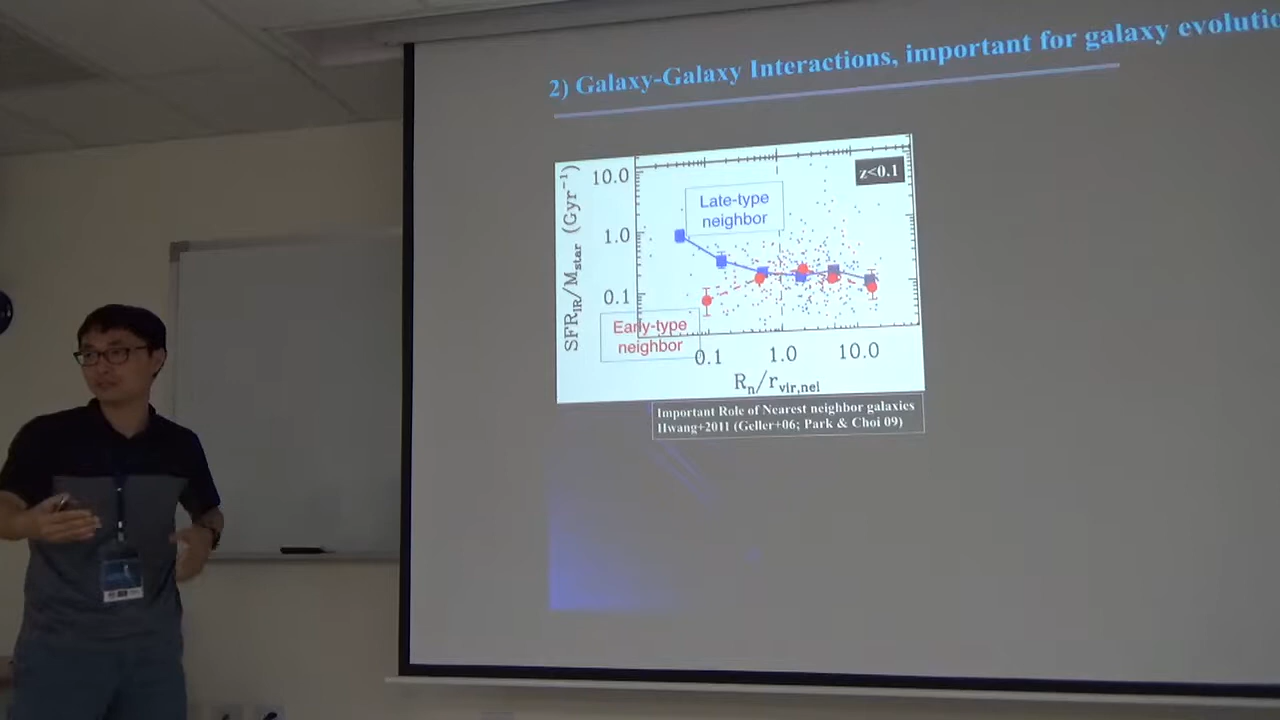 2) Galaxy-Galaxy Interactions, important for galaxy evolutio
z<0.1
SFR_IR/M_star (Gyr⁻¹)
10.0
1.0
0.1
Late-type
neighbor
Early-type
neighbor
0.1 1.0 10.0
R_n/r_vir,nei
Important Role of Nearest neighbor galaxies
Hwang+2011 (Geller+06; Park & Choi 09)